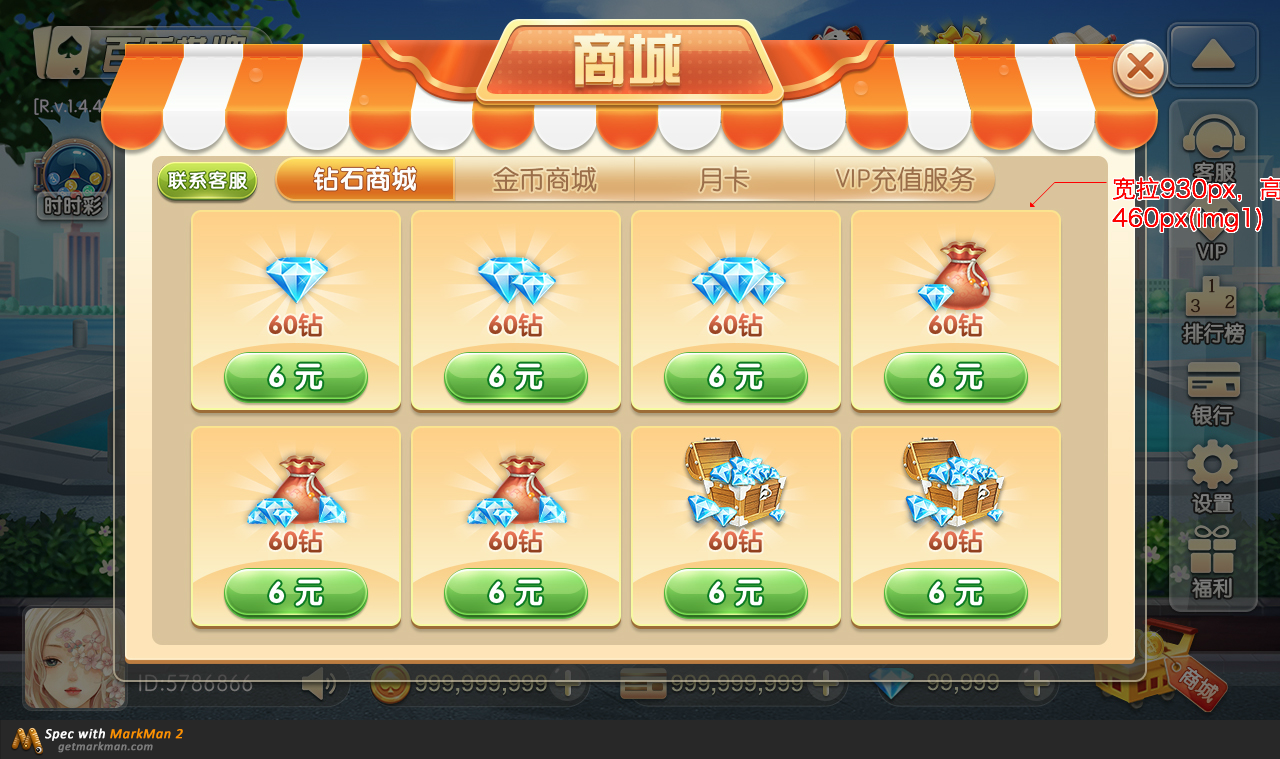 商城
[R.v.1.4.4
联系客服
钻石商城
金币商城
月卡
VIP充值服务
客服
宽拉930px，高
460px(img1)
时时彩
VIP
60钻
60钻
60钻
60钻
1
3 2
排行榜
6 元
6 元
6 元
6 元
银行
设置
60钻
60钻
60钻
60钻
6 元
6 元
6 元
6 元
福利
ID.5786866
999,999,999
999,999,999
99,999
商城
Spec with MarkMan 2
getmarkman.com